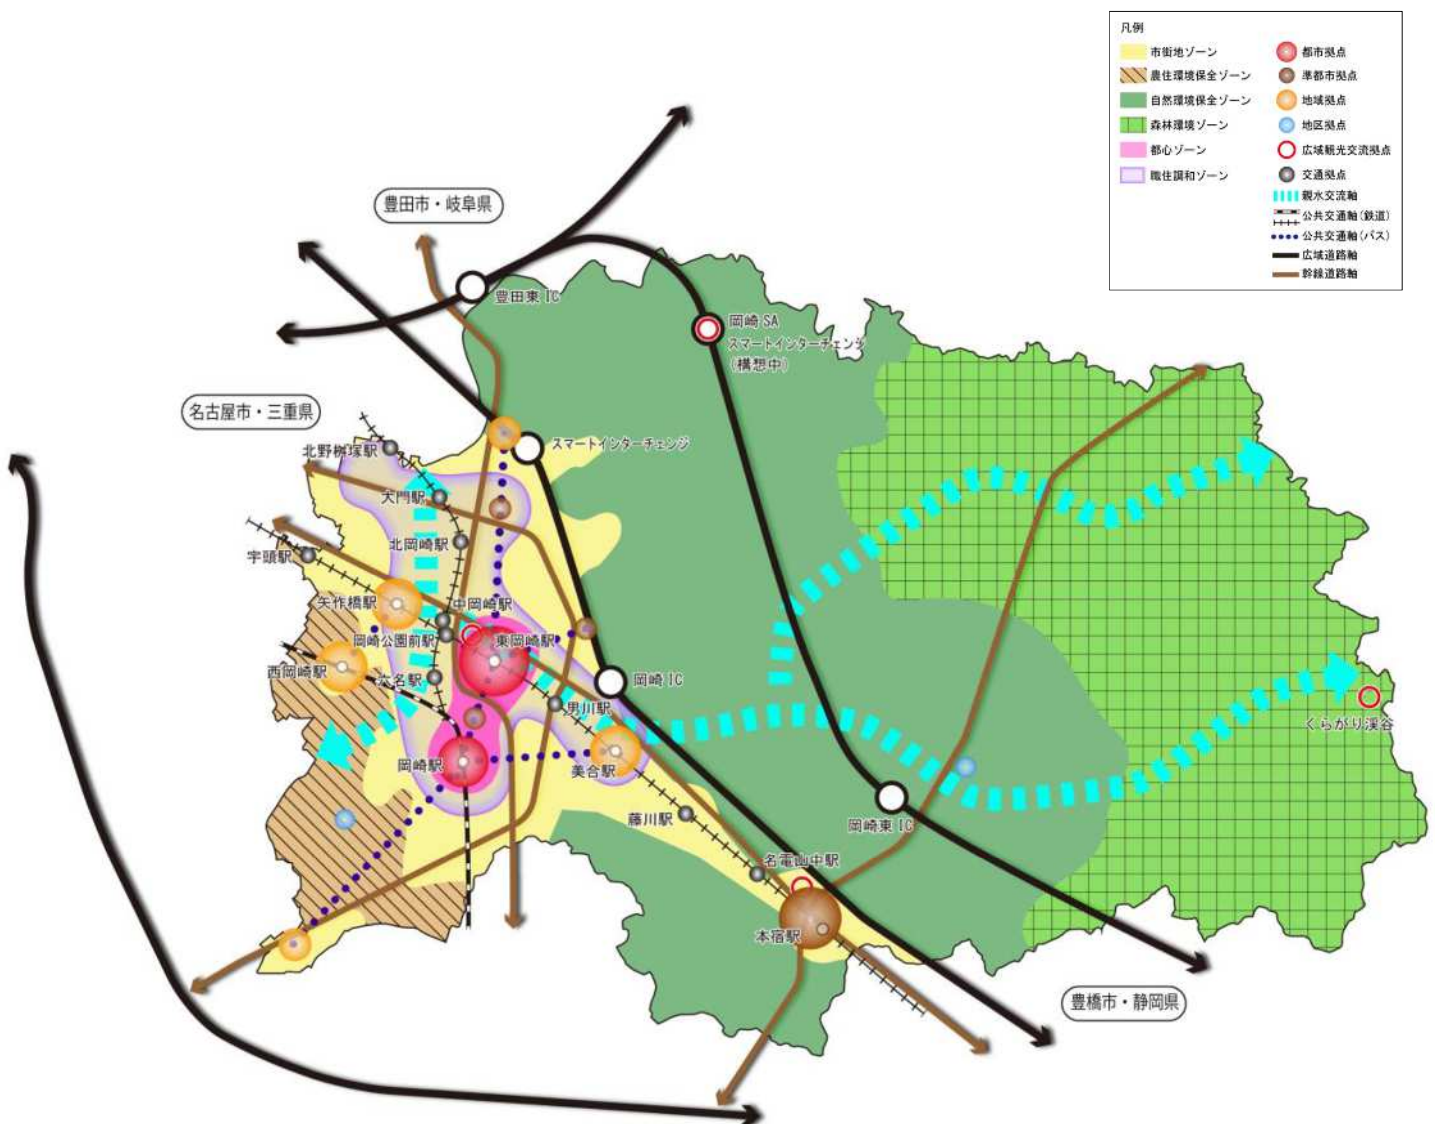 凡例
市街地ゾーン
農住環境保全ゾーン
自然環境保全ゾーン
森林環境ゾーン
都心ゾーン
職住調和ゾーン
都市拠点
準都市拠点
地域拠点
地区拠点
広域観光交流拠点
交通拠点
親水交流軸
公共交通軸(鉄道)
公共交通軸(バス)
広域道路軸
幹線道路軸
豊田市・岐阜県
豊田東IC
岡崎SA
スマートインターチェンジ
(構想中)
名古屋市・三重県
スマートインターチェンジ
北野桝塚駅
大門駅
北岡崎駅
宇頭駅
矢作橋駅
中岡崎駅
岡崎公園前駅
東岡崎駅
西岡崎駅
六名駅
岡崎IC
男川駅
くらがり渓谷
岡崎駅
美合駅
藤川駅
岡崎東IC
名電山中駅
本宿駅
豊橋市・静岡県